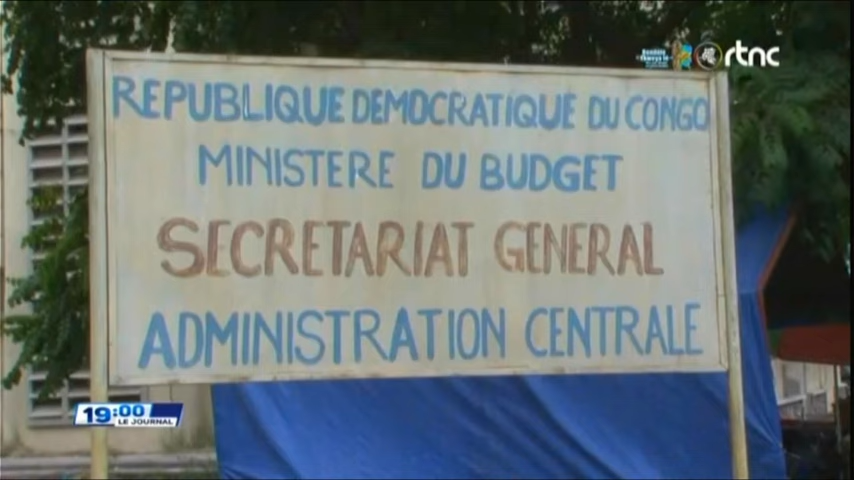 rtnc
REPUBLIQUE DEMOCRATIQUE DU CONGO
MINISTERE DU BUDGET
SECRETARIAT GENERAL
ADMINISTRATION CENTRALE
19:00
LE JOURNAL